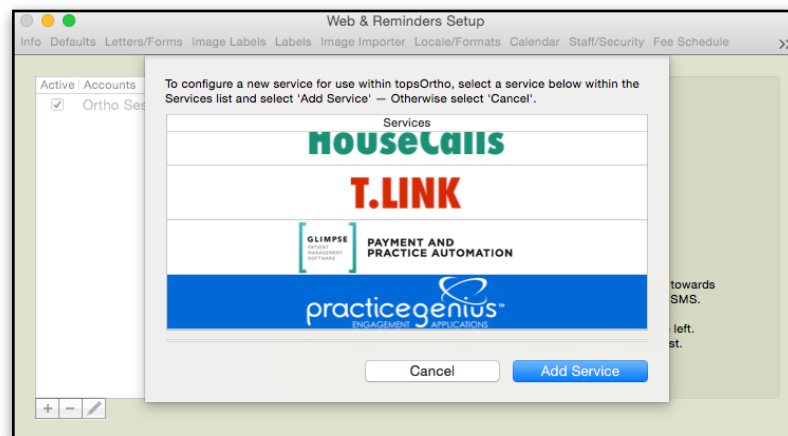 Web & Reminders Setup
Info Defaults Letters/Forms Image Labels Labels Image Importer Locale/Formats Calendar Staff/Security Fee Schedule
To configure a new service for use within topsOrtho, select a service below within the
Services list and select 'Add Service' — Otherwise select 'Cancel'.
Active Accounts
Ortho Ses
Services
HouseCalls
T.LINK
GLIMPSE
PATIENT
MANAGEMENT
SOFTWARE
PAYMENT AND
PRACTICE AUTOMATION
practicegenius™
ENGAGEMENT APPLICATIONS
towards
SMS.
left.
st.
Cancel
Add Service